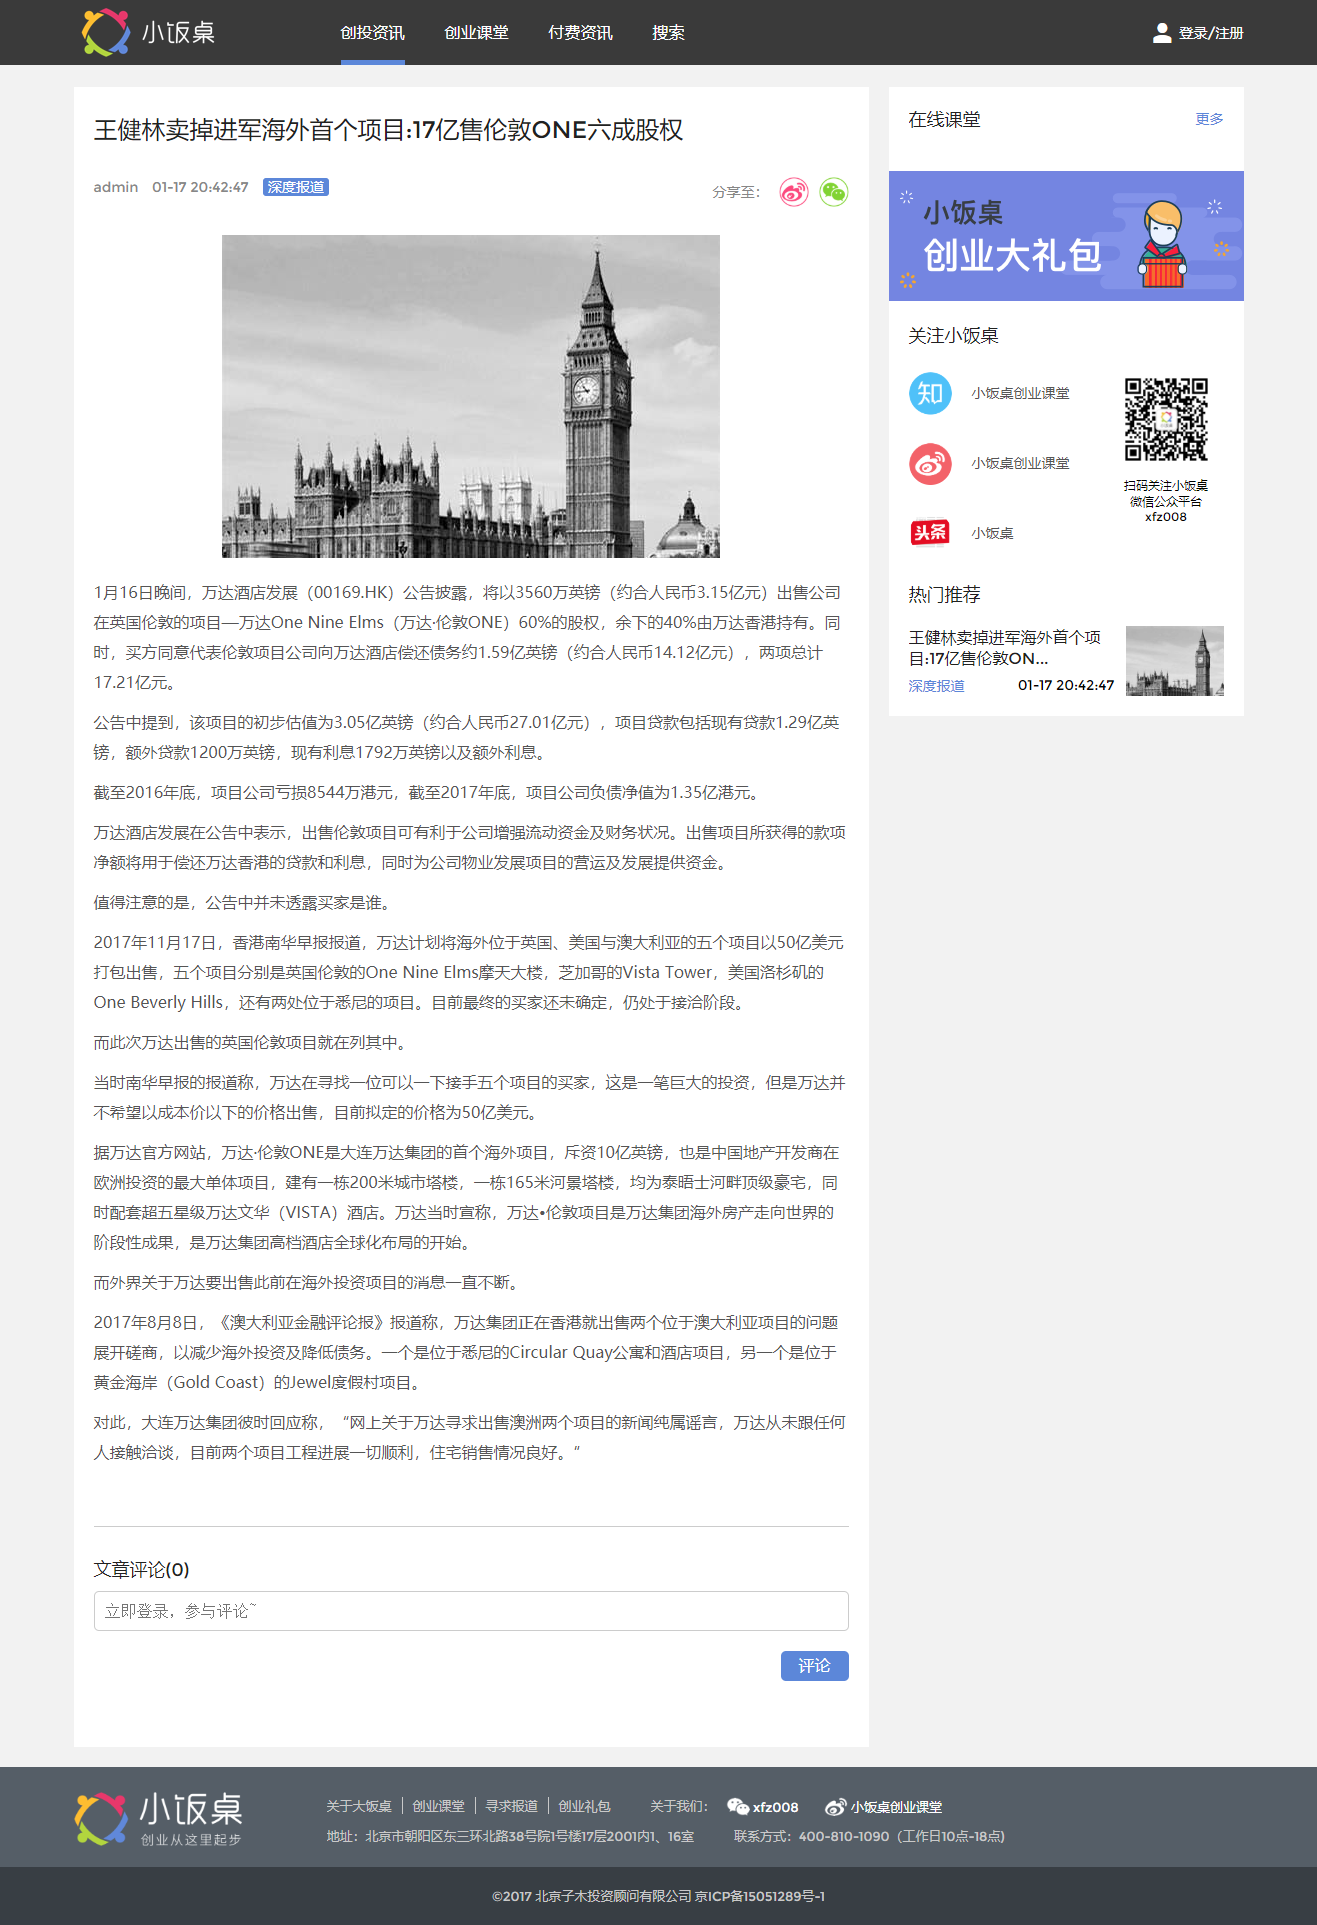 小饭桌
创投资讯 创业课堂 付费资讯 搜索
登录/注册
王健林卖掉进军海外首个项目:17亿售伦敦ONE六成股权
admin 01-17 20:42:47 深度报道
分享至：
1月16日晚间，万达酒店发展（00169.HK）公告披露，将以3560万英镑（约合人民币3.15亿元）出售公司
在英国伦敦的项目—万达One Nine Elms（万达·伦敦ONE）60%的股权，余下的40%由万达香港持有。同
时，买方同意代表伦敦项目公司向万达酒店偿还债务约1.59亿英镑（约合人民币14.12亿元），两项总计
17.21亿元。
公告中提到，该项目的初步估值为3.05亿英镑（约合人民币27.01亿元），项目贷款包括现有贷款1.29亿英
镑，额外贷款1200万英镑，现有利息1792万英镑以及额外利息。
截至2016年底，项目公司亏损8544万港元，截至2017年底，项目公司负债净值为1.35亿港元。
万达酒店发展在公告中表示，出售伦敦项目可有利于公司增强流动资金及财务状况。出售项目所获得的款项
净额将用于偿还万达香港的贷款和利息，同时为公司物业发展项目的营运及发展提供资金。
值得注意的是，公告中并未透露买家是谁。
2017年11月17日，香港南华早报报道，万达计划将海外位于英国、美国与澳大利亚的五个项目以50亿美元
打包出售，五个项目分别是英国伦敦的One Nine Elms摩天大楼，芝加哥的Vista Tower，美国洛杉矶的
One Beverly Hills，还有两处位于悉尼的项目。目前最终的买家还未确定，仍处于接洽阶段。
而此次万达出售的英国伦敦项目就在列其中。
当时南华早报的报道称，万达在寻找一位可以一下接手五个项目的买家，这是一笔巨大的投资，但是万达并
不希望以成本价以下的价格出售，目前拟定的价格为50亿美元。
据万达官方网站，万达·伦敦ONE是大连万达集团的首个海外项目，斥资10亿英镑，也是中国地产开发商在
欧洲投资的最大单体项目，建有一栋200米城市塔楼，一栋165米河景塔楼，均为泰晤士河畔顶级豪宅，同
时配套超五星级万达文华（VISTA）酒店。万达当时宣称，万达•伦敦项目是万达集团海外房产走向世界的
阶段性成果，是万达集团高档酒店全球化布局的开始。
而外界关于万达要出售此前在海外投资项目的消息一直不断。
2017年8月8日，《澳大利亚金融评论报》报道称，万达集团正在香港就出售两个位于澳大利亚项目的问题
展开磋商，以减少海外投资及降低债务。一个是位于悉尼的Circular Quay公寓和酒店项目，另一个是位于
黄金海岸（Gold Coast）的Jewel度假村项目。
对此，大连万达集团彼时回应称，“网上关于万达寻求出售澳洲两个项目的新闻纯属谣言，万达从未跟任何
人接触洽谈，目前两个项目工程进展一切顺利，住宅销售情况良好。“
文章评论(0)
立即登录，参与评论~
评论
在线课堂 更多
小饭桌
创业大礼包
关注小饭桌
知 小饭桌创业课堂
小饭桌创业课堂
头条 小饭桌
扫码关注小饭桌
微信公众平台
xfz008
热门推荐
王健林卖掉进军海外首个项
目:17亿售伦敦ON...
深度报道 01-17 20:42:47
小饭桌
创业从这里起步
关于大饭桌 创业课堂 寻求报道 创业礼包 关于我们： xfz008 小饭桌创业课堂
地址：北京市朝阳区东三环北路38号院1号楼17层2001内1、16室 联系方式：400-810-1090（工作日10点-18点)
©2017 北京子木投资顾问有限公司 京ICP备15051289号-1